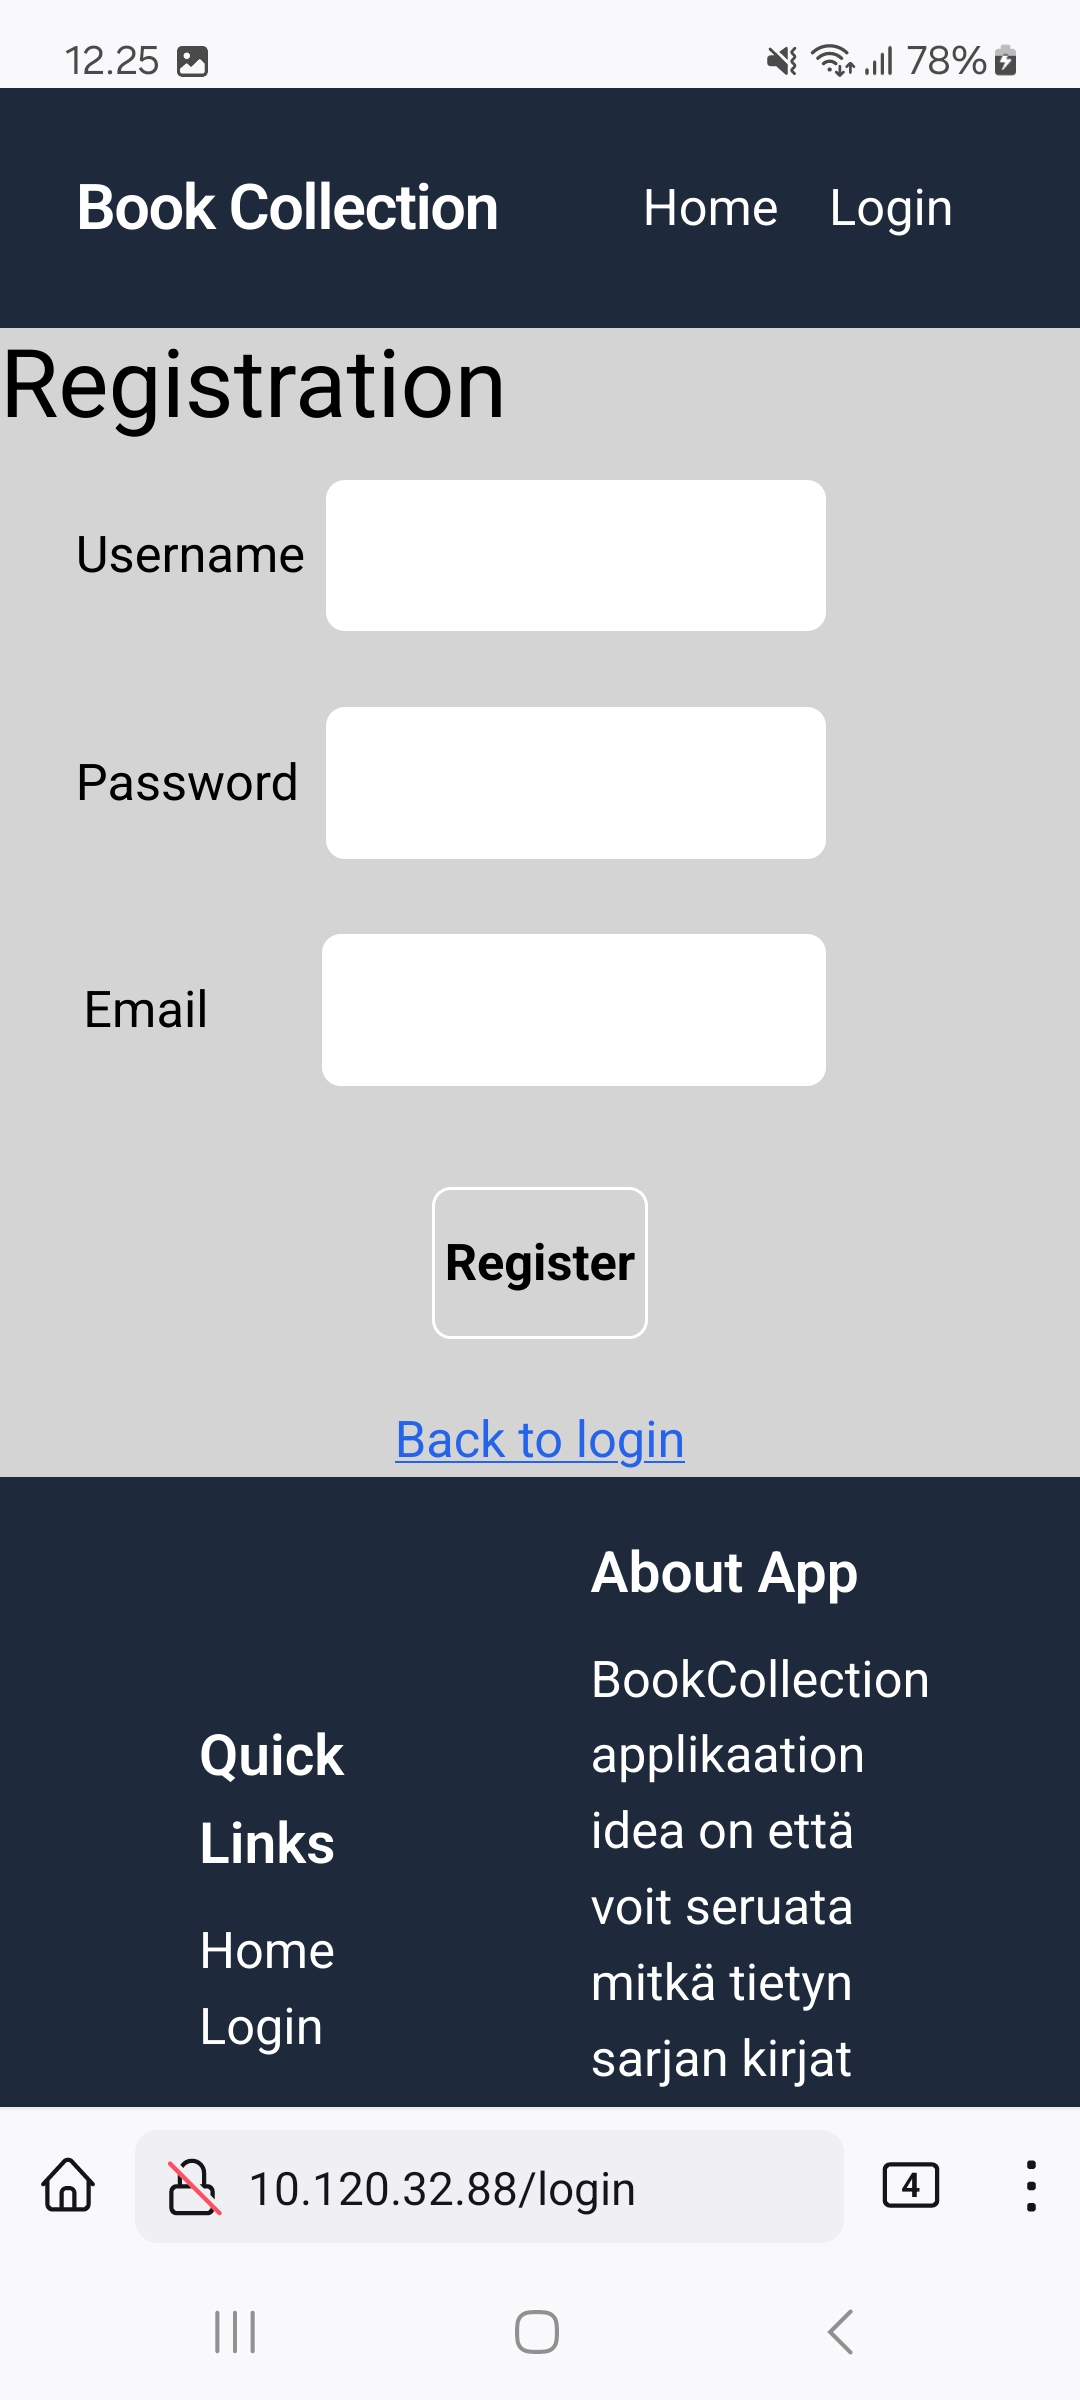 12.25
78%
Book Collection
Home Login
Registration
Username
Password
Email
Register
Back to login
Quick
Links
Home
Login
About App
BookCollection
applikaation
idea on että
voit seruata
mitkä tietyn
sarjan kirjat
10.120.32.88/login
4